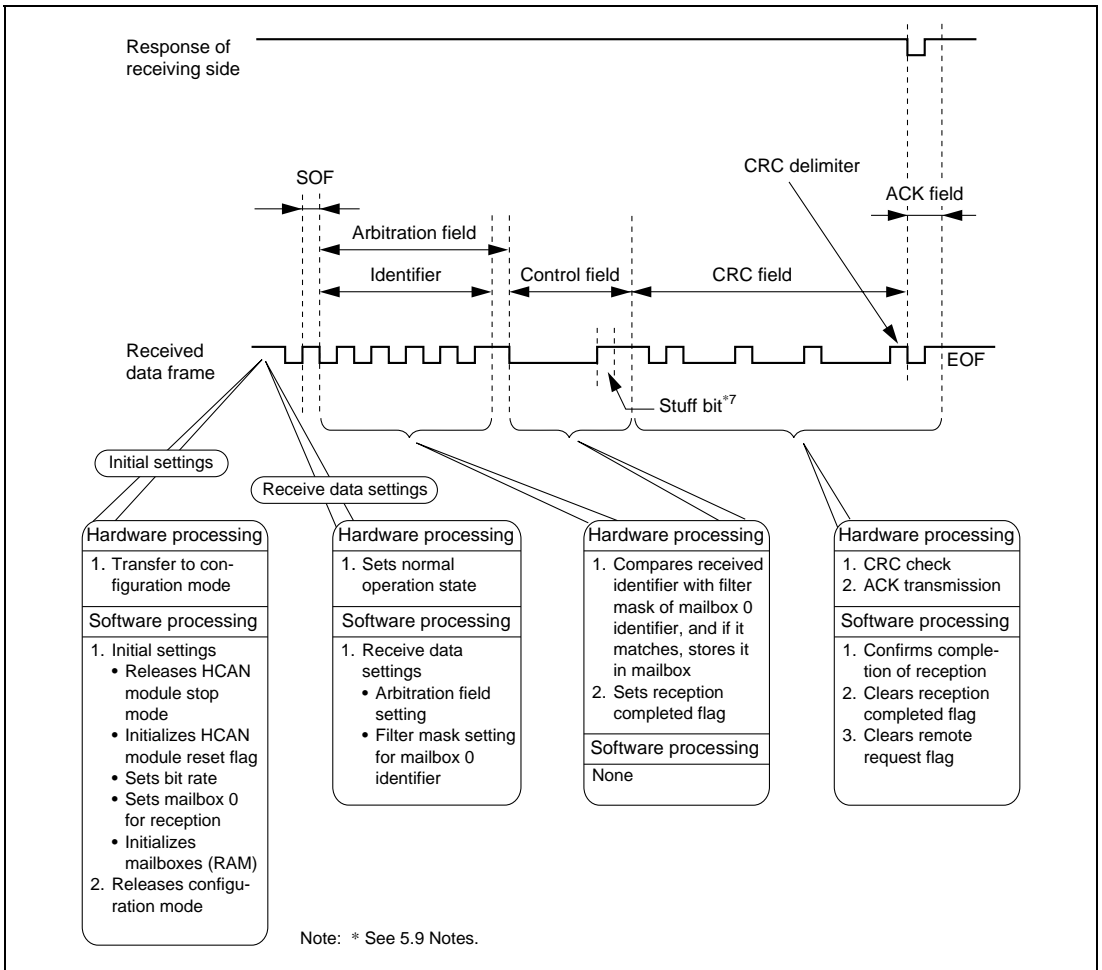 Response of
receiving side
CRC delimiter
SOF
ACK field
Arbitration field
Identifier
Control field
CRC field
Received
data frame
EOF
Stuff bit*7
Initial settings
Receive data settings
Hardware processing
1. Transfer to con-
figuration mode
Software processing
1. Initial settings
• Releases HCAN
module stop
mode
• Initializes HCAN
module reset flag
• Sets bit rate
• Sets mailbox 0
for reception
• Initializes
mailboxes (RAM)
2. Releases configu-
ration mode
Hardware processing
1. Sets normal
operation state
Software processing
1. Receive data
settings
• Arbitration field
setting
• Filter mask setting
for mailbox 0
identifier
Hardware processing
1. Compares received
identifier with filter
mask of mailbox 0
identifier, and if it
matches, stores it
in mailbox
2. Sets reception
completed flag
Software processing
None
Hardware processing
1. CRC check
2. ACK transmission
Software processing
1. Confirms comple-
tion of reception
2. Clears reception
completed flag
3. Clears remote
request flag
Note: * See 5.9 Notes.